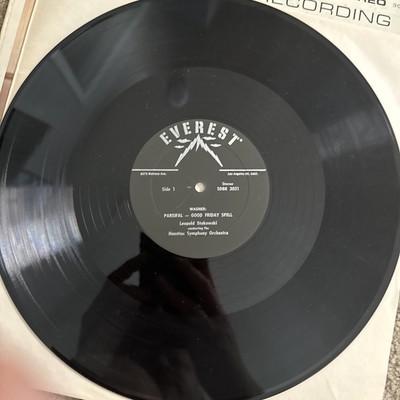 RECORDING
EVEREST
Side 1
Stereo
SDBR 3031
WAGNER:
PARSIFAL — GOOD FRIDAY SPELL
Leopold Stokowski
conducting the
Houston Symphony Orchestra